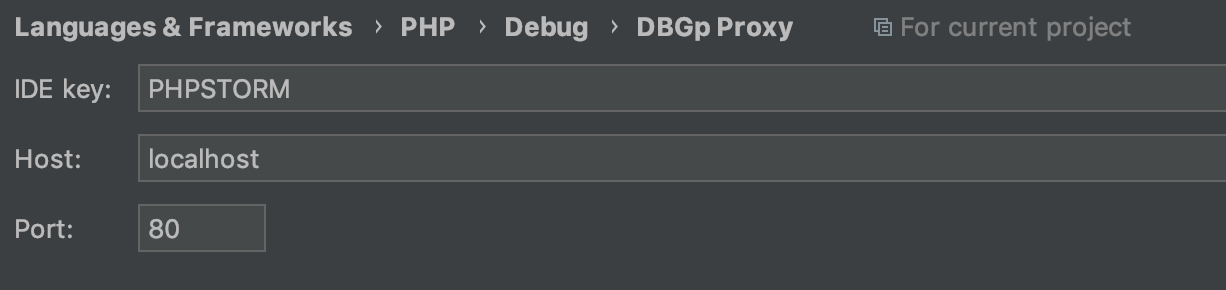 Languages & Frameworks › PHP › Debug › DBGp Proxy For current project
IDE key: PHPSTORM
Host: localhost
Port: 80